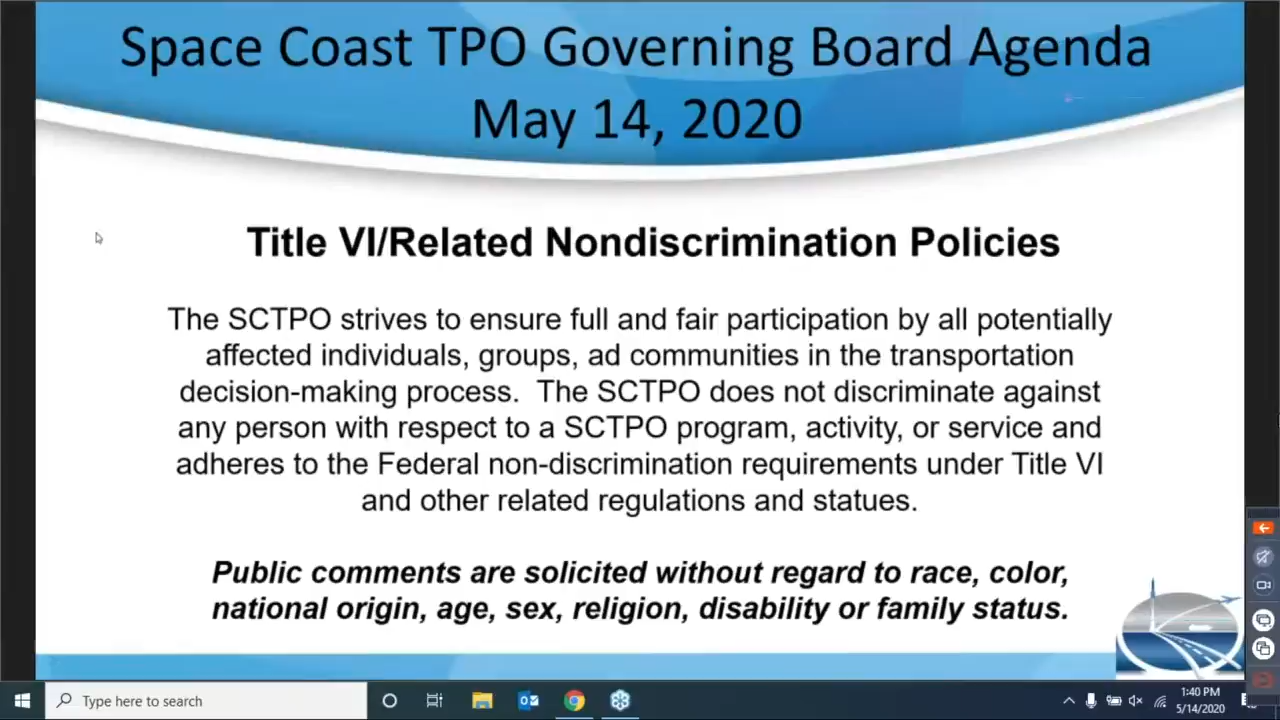 Space Coast TPO Governing Board Agenda
May 14, 2020
Title VI/Related Nondiscrimination Policies
The SCTPO strives to ensure full and fair participation by all potentially
affected individuals, groups, ad communities in the transportation
decision-making process.  The SCTPO does not discriminate against
any person with respect to a SCTPO program, activity, or service and
adheres to the Federal non-discrimination requirements under Title VI
and other related regulations and statues.
Public comments are solicited without regard to race, color,
national origin, age, sex, religion, disability or family status.
Type here to search
1:40 PM
5/14/2020